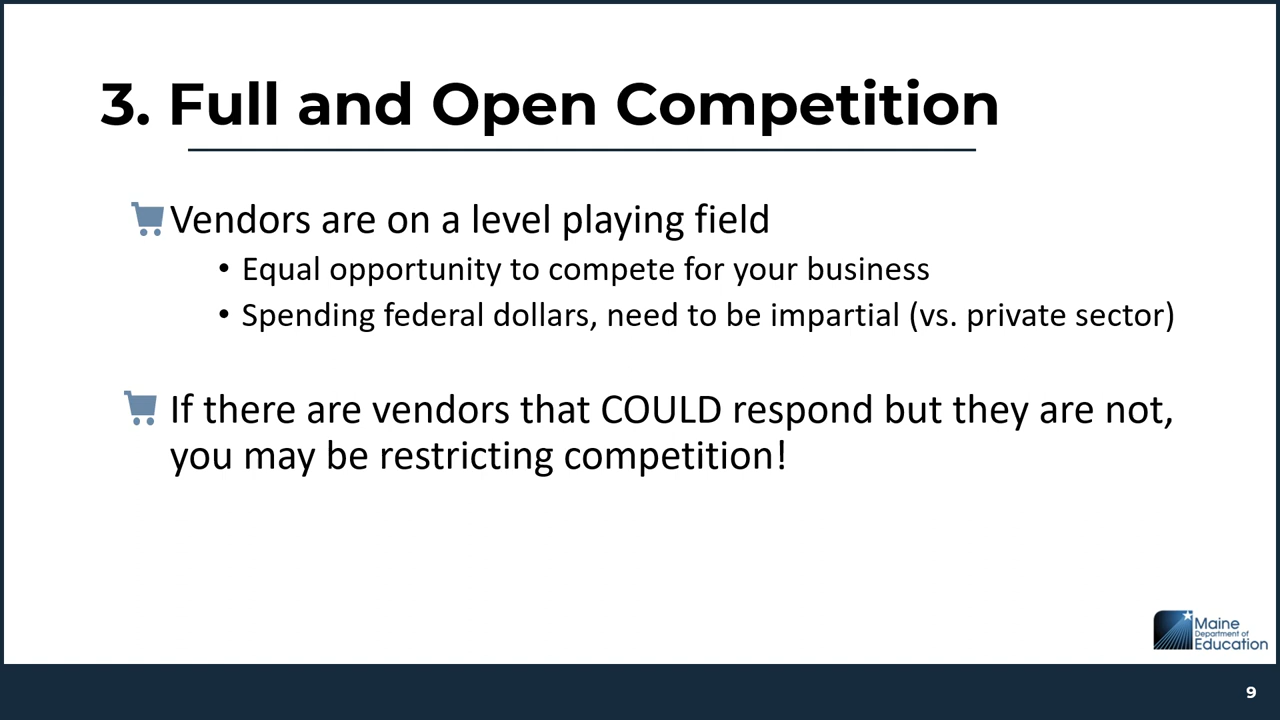 3. Full and Open Competition
Vendors are on a level playing field
• Equal opportunity to compete for your business
• Spending federal dollars, need to be impartial (vs. private sector)
If there are vendors that COULD respond but they are not,
you may be restricting competition!
Maine
Department of
Education
9